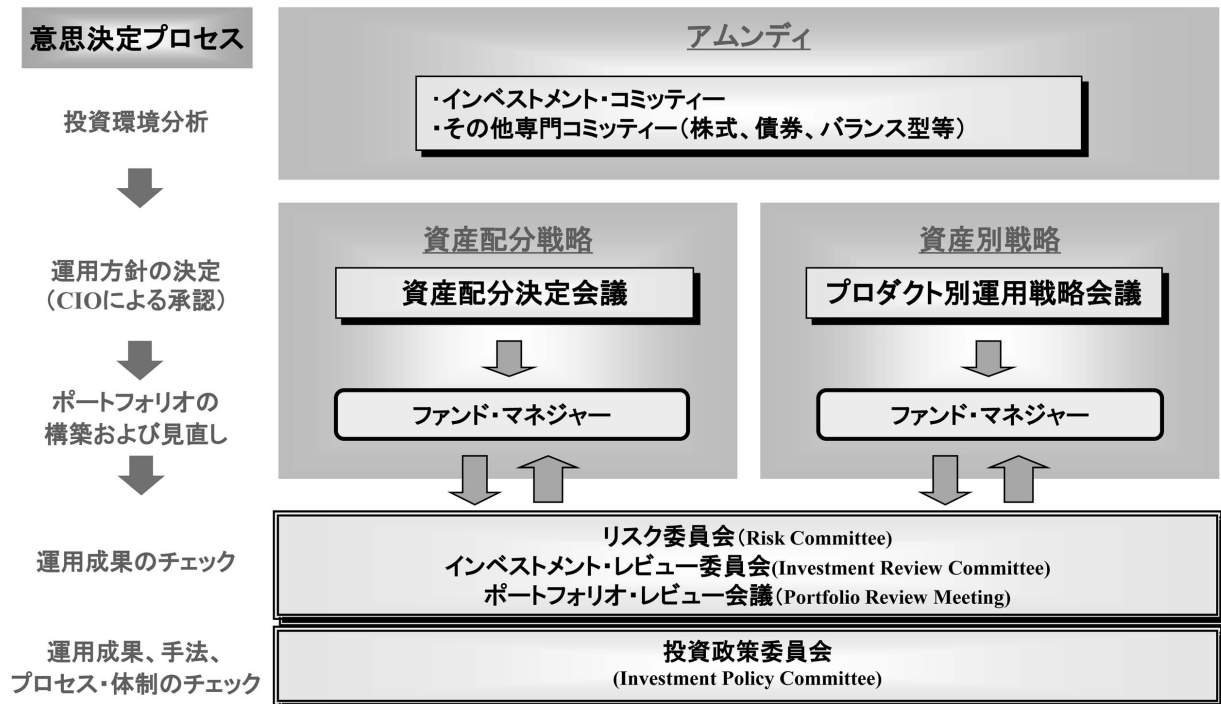 意思決定プロセス
アムンディ
投資環境分析
・インベストメント・コミッティー
・その他専門コミッティー（株式、債券、バランス型等）
運用方針の決定
（CIOによる承認）
資産配分戦略
資産配分決定会議
資産別戦略
プロダクト別運用戦略会議
ポートフォリオの
構築および見直し
ファンド・マネジャー
ファンド・マネジャー
運用成果のチェック
リスク委員会(Risk Committee)
インベストメント・レビュー委員会(Investment Review Committee)
ポートフォリオ・レビュー会議(Portfolio Review Meeting)
運用成果、手法、
プロセス・体制のチェック
投資政策委員会
(Investment Policy Committee)